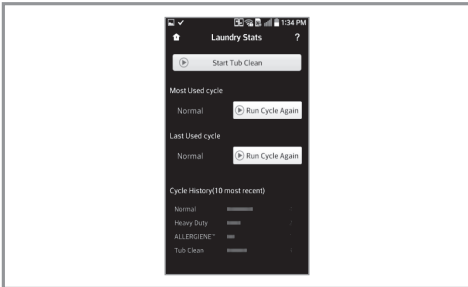 1:34 PM
Laundry Stats ?
Start Tub Clean
Most Used cycle
Normal Run Cycle Again
Last Used cycle
Normal Run Cycle Again
Cycle History(10 most recent)
Normal
Heavy Duty
ALLERGIENE™
Tub Clean